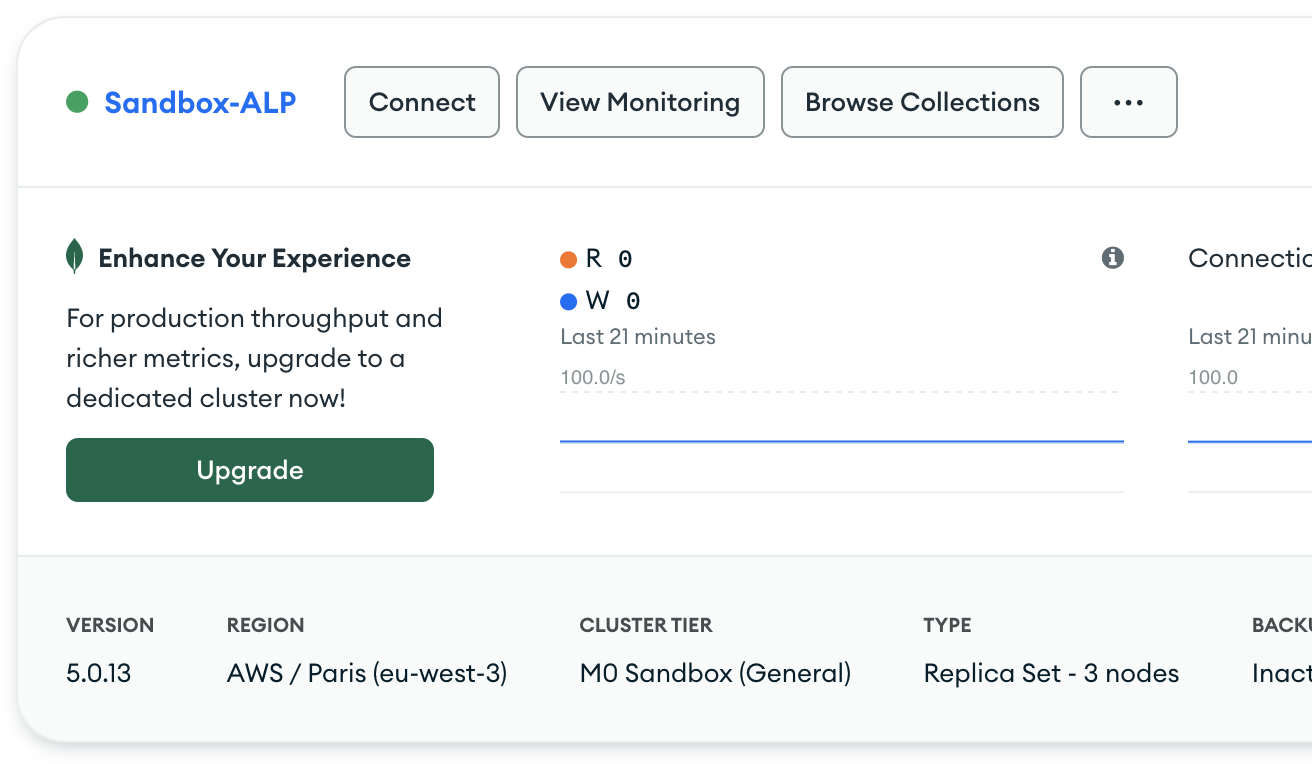 Sandbox-ALP Connect View Monitoring Browse Collections ...
Enhance Your Experience
For production throughput and
richer metrics, upgrade to a
dedicated cluster now!
Upgrade
R 0
W 0
Last 21 minutes
100.0/s
Connectio
Last 21 minu
100.0
VERSION REGION CLUSTER TIER TYPE BACKU
5.0.13 AWS / Paris (eu-west-3) M0 Sandbox (General) Replica Set - 3 nodes Inact